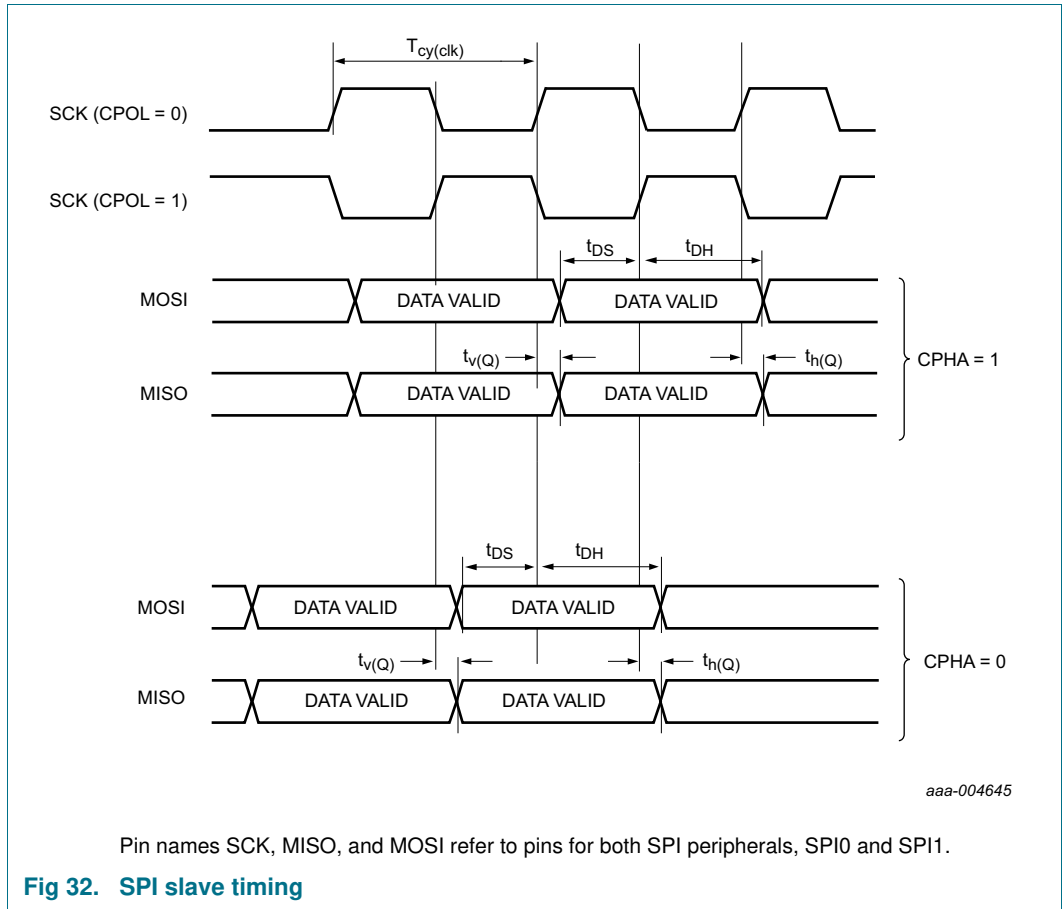 Tcy(clk)
SCK (CPOL = 0)
SCK (CPOL = 1)
tDS tDH
MOSI DATA VALID DATA VALID
tv(Q) th(Q)
CPHA = 1
MISO DATA VALID DATA VALID
tDS tDH
MOSI DATA VALID DATA VALID
tv(Q) th(Q)
CPHA = 0
MISO DATA VALID DATA VALID
aaa-004645
Pin names SCK, MISO, and MOSI refer to pins for both SPI peripherals, SPI0 and SPI1.
Fig 32. SPI slave timing